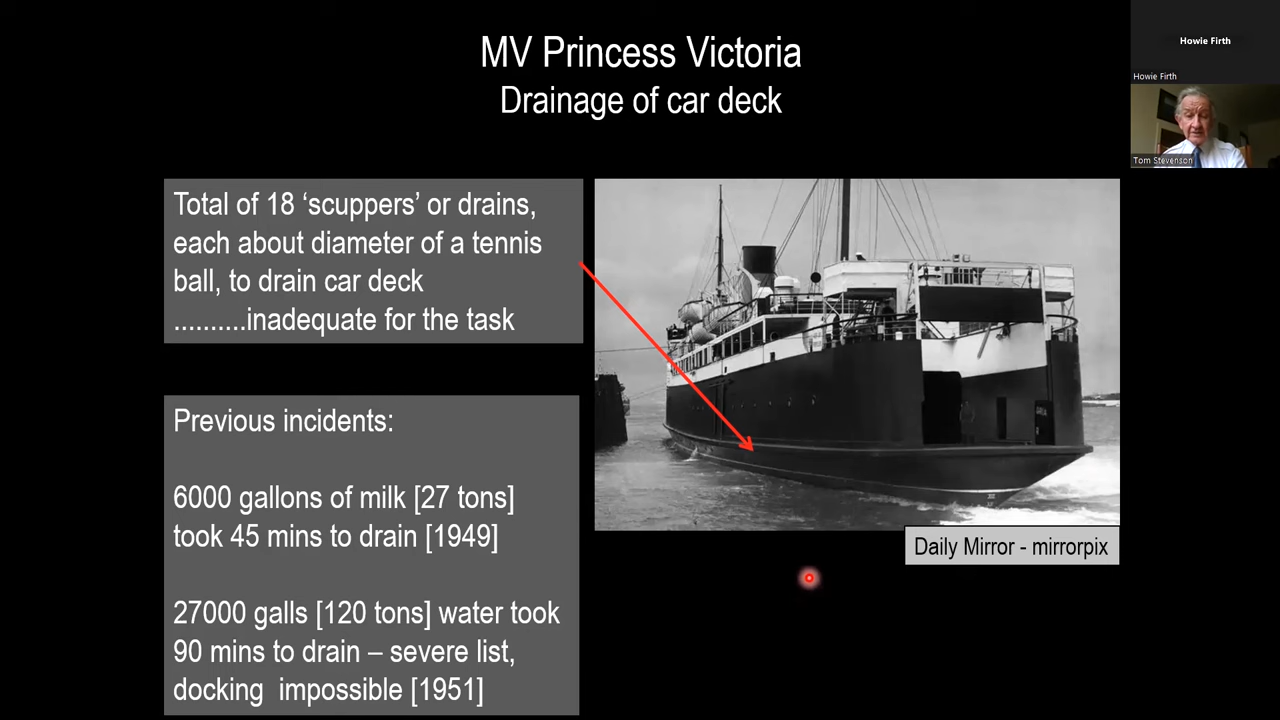 MV Princess Victoria
Drainage of car deck
Howie Firth
Howie Firth
Tom Stevenson
Total of 18 ‘scuppers’ or drains,
each about diameter of a tennis
ball, to drain car deck
..........inadequate for the task
Previous incidents:
6000 gallons of milk [27 tons]
took 45 mins to drain [1949]
27000 galls [120 tons] water took
90 mins to drain – severe list,
docking impossible [1951]
Daily Mirror - mirrorpix